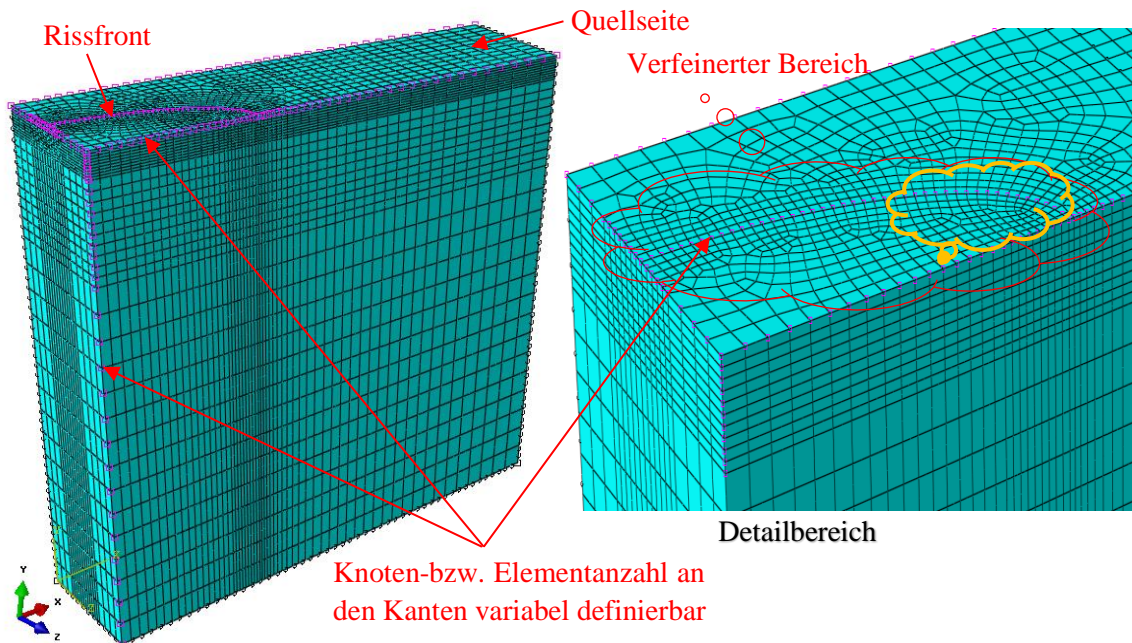 Rissfront
Quellseite
Verfeinerter Bereich
Detailbereich
Knoten-bzw. Elementanzahl an
den Kanten variabel definierbar
Y
X
Z